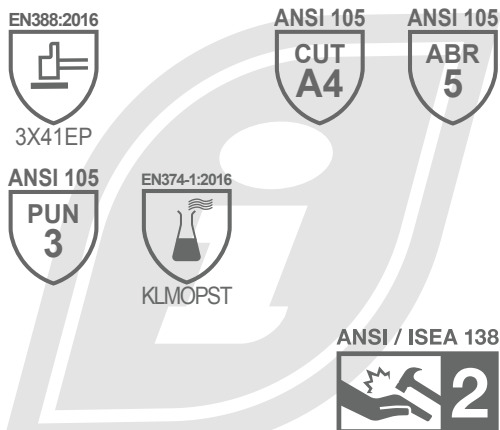 EN388:2016
3X41EP
ANSI 105
CUT
A4
ANSI 105
ABR
5
ANSI 105
PUN
3
EN374-1:2016
KLMOPST
ANSI / ISEA 138
2